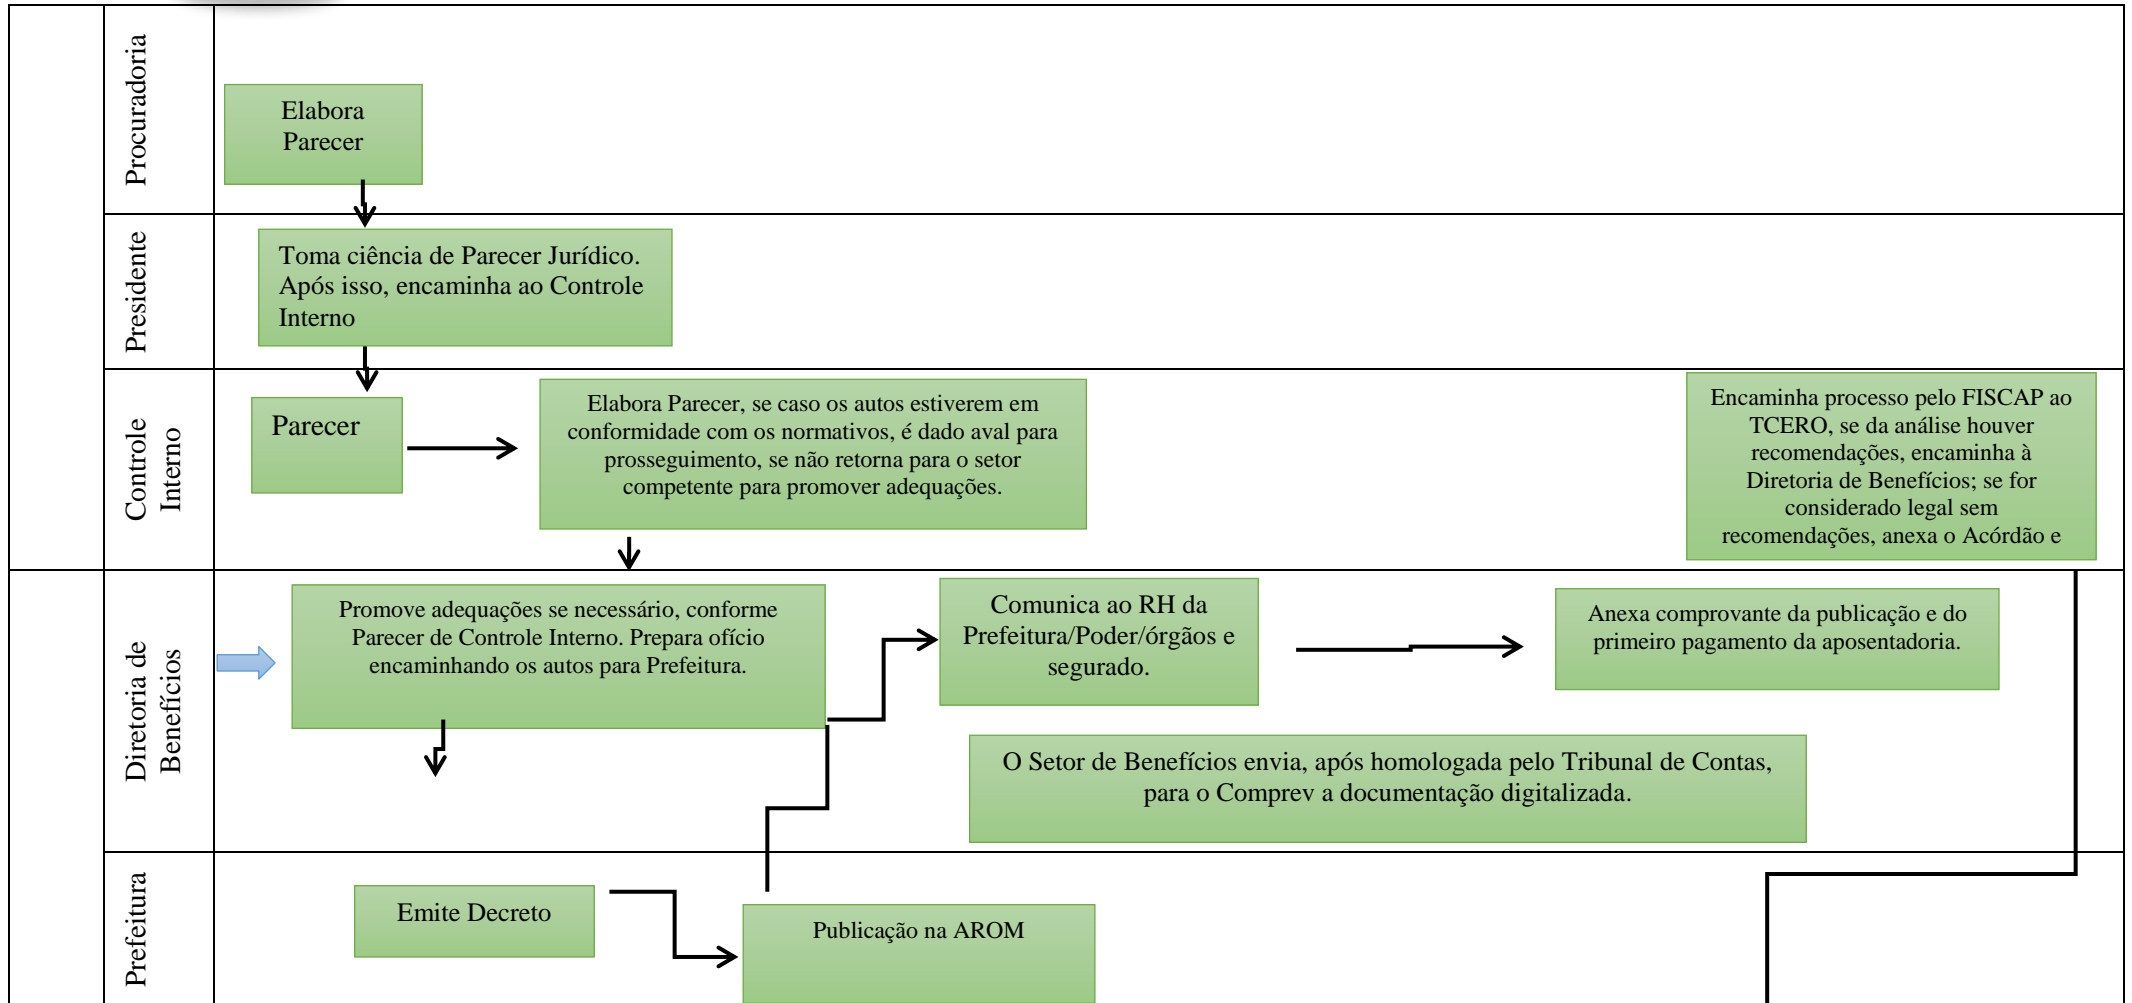 Procuradoria
Elabora
Parecer
Presidente
Toma ciência de Parecer Jurídico.
Após isso, encaminha ao Controle
Interno
Controle
Interno
Parecer
Elabora Parecer, se caso os autos estiverem em
conformidade com os normativos, é dado aval para
prosseguimento, se não retorna para o setor
competente para promover adequações.
Encaminha processo pelo FISCAP ao
TCERO, se da análise houver
recomendações, encaminha à
Diretoria de Benefícios; se for
considerado legal sem
recomendações, anexa o Acórdão e
Diretoria de
Benefícios
Promove adequações se necessário, conforme
Parecer de Controle Interno. Prepara ofício
encaminhando os autos para Prefeitura.
Comunica ao RH da
Prefeitura/Poder/órgãos e
segurado.
Anexa comprovante da publicação e do
primeiro pagamento da aposentadoria.
O Setor de Benefícios envia, após homologada pelo Tribunal de Contas,
para o Comprev a documentação digitalizada.
Prefeitura
Emite Decreto
Publicação na AROM